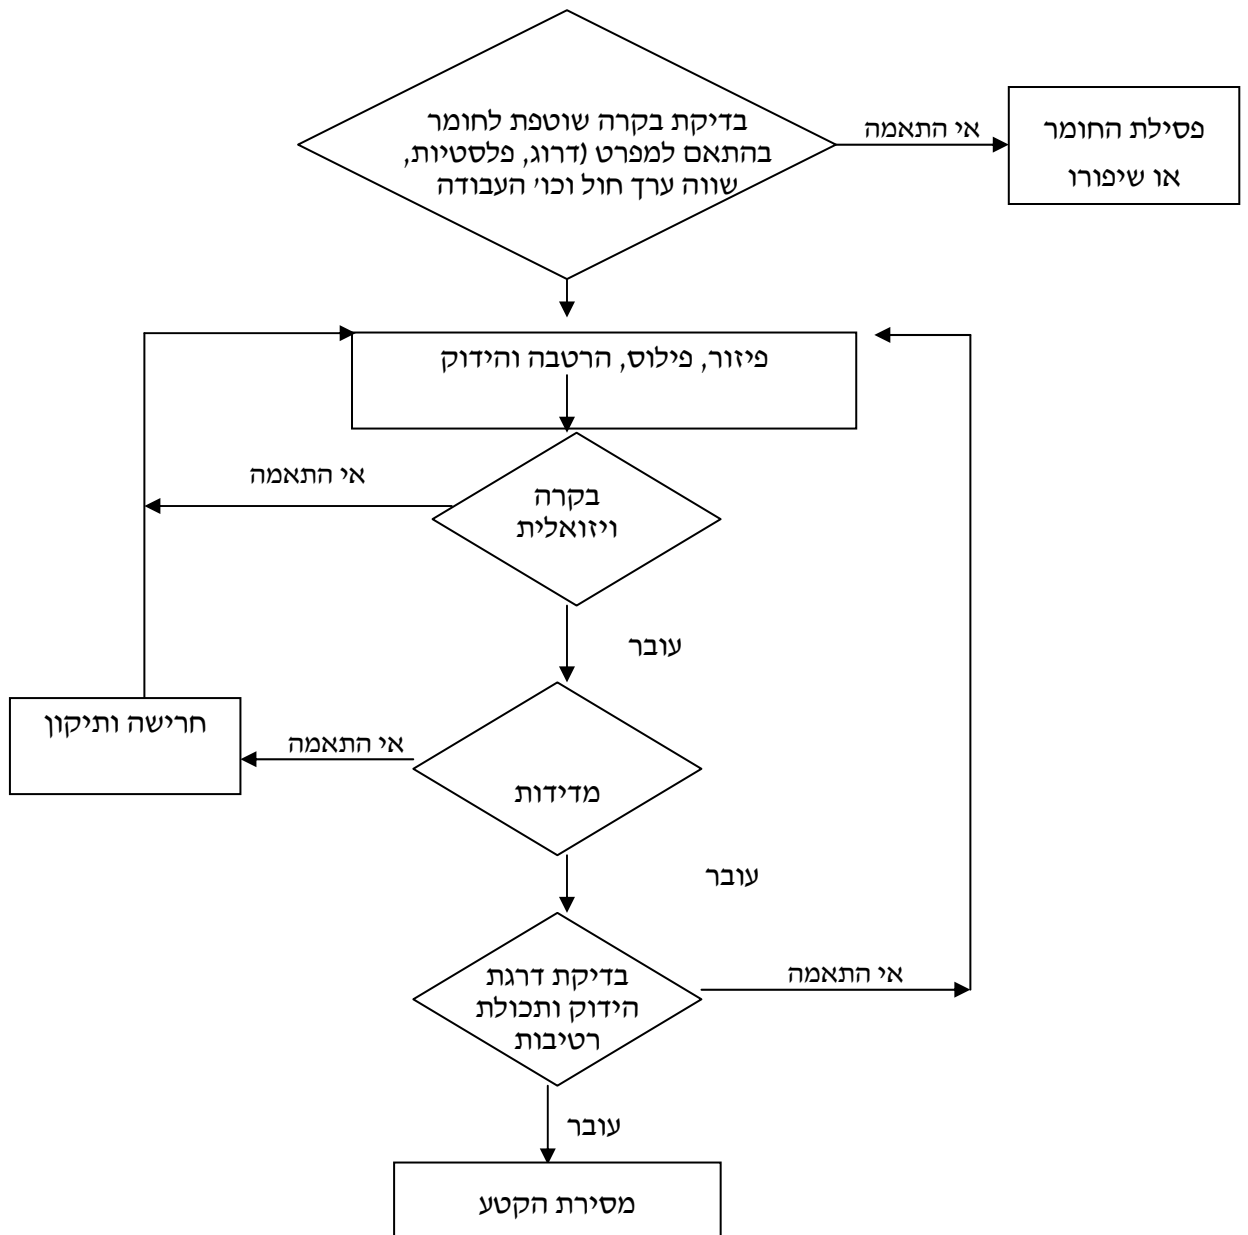 בדיקת בקרה שוטפת לחומר
בהתאם למפרט (דרוג, פלסטיות,
שווה ערך חול וכו' העבודה
אי התאמה
פסילת החומר
או שיפורו
פיזור, פילוס, הרטבה והידוק
בקרה
ויזואלית
אי התאמה
עובר
חרישה ותיקון
אי התאמה
מדידות
עובר
בדיקת דרגת
הידוק ותכולת
רטיבות
אי התאמה
עובר
מסירת הקטע